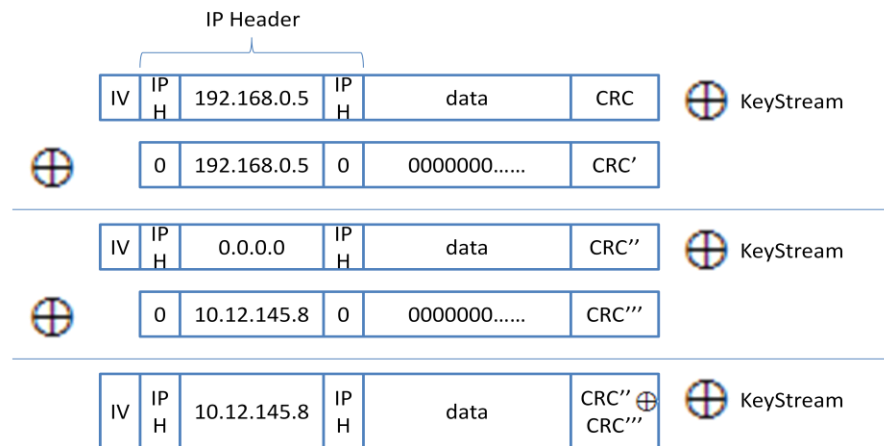 IP Header
IV IP H 192.168.0.5 IP H data CRC ⊕ KeyStream
⊕ 0 192.168.0.5 0 0000000...... CRC′
IV IP H 0.0.0.0 IP H data CRC′′ ⊕ KeyStream
⊕ 0 10.12.145.8 0 0000000...... CRC′′′
IV IP H 10.12.145.8 IP H data CRC′′ ⊕ CRC′′′ ⊕ KeyStream